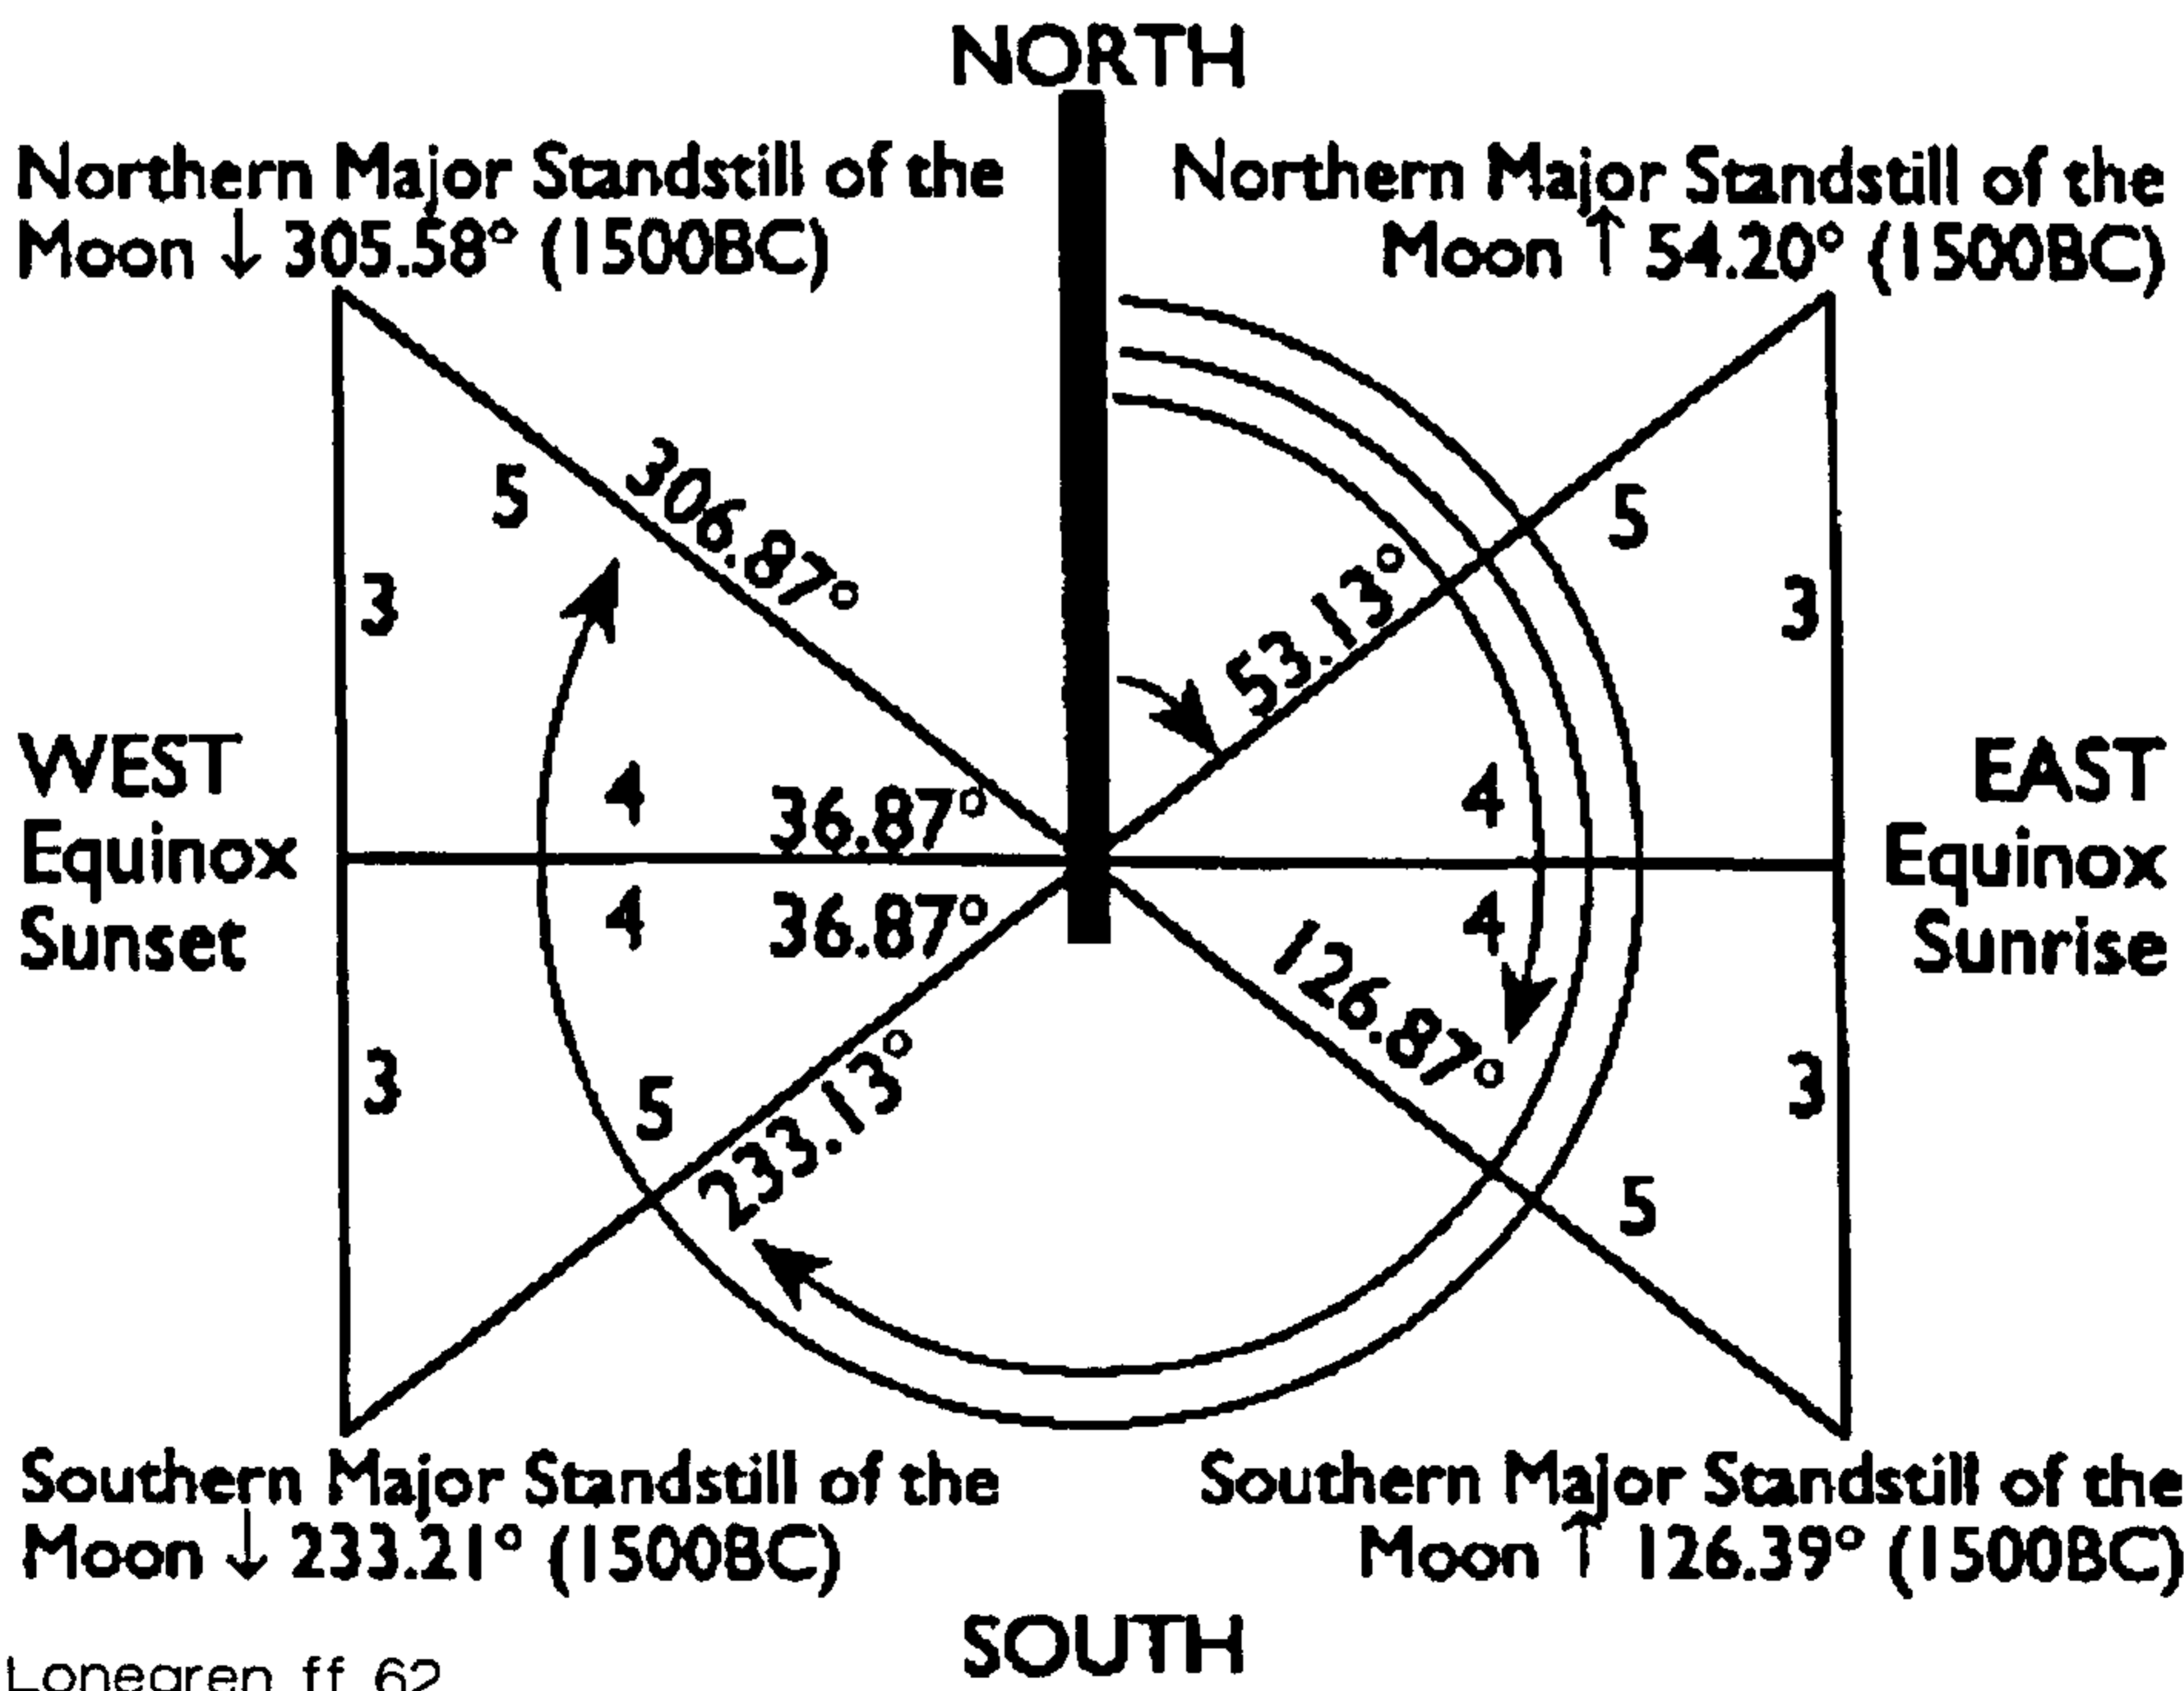 NORTH
Northern Major Standstill of the
Moon ↓ 305.58° (1500BC)
Northern Major Standstill of the
Moon ↑ 54.20° (1500BC)
5
306.87°
3
53.13°
5
3
WEST
Equinox
Sunset
4
36.87°
4
36.87°
4
4
EAST
Equinox
Sunrise
126.87°
3
5
233.13°
3
5
Southern Major Standstill of the
Moon ↓ 233.21° (1500BC)
Southern Major Standstill of the
Moon ↑ 126.39° (1500BC)
SOUTH
Lonegren ff 62